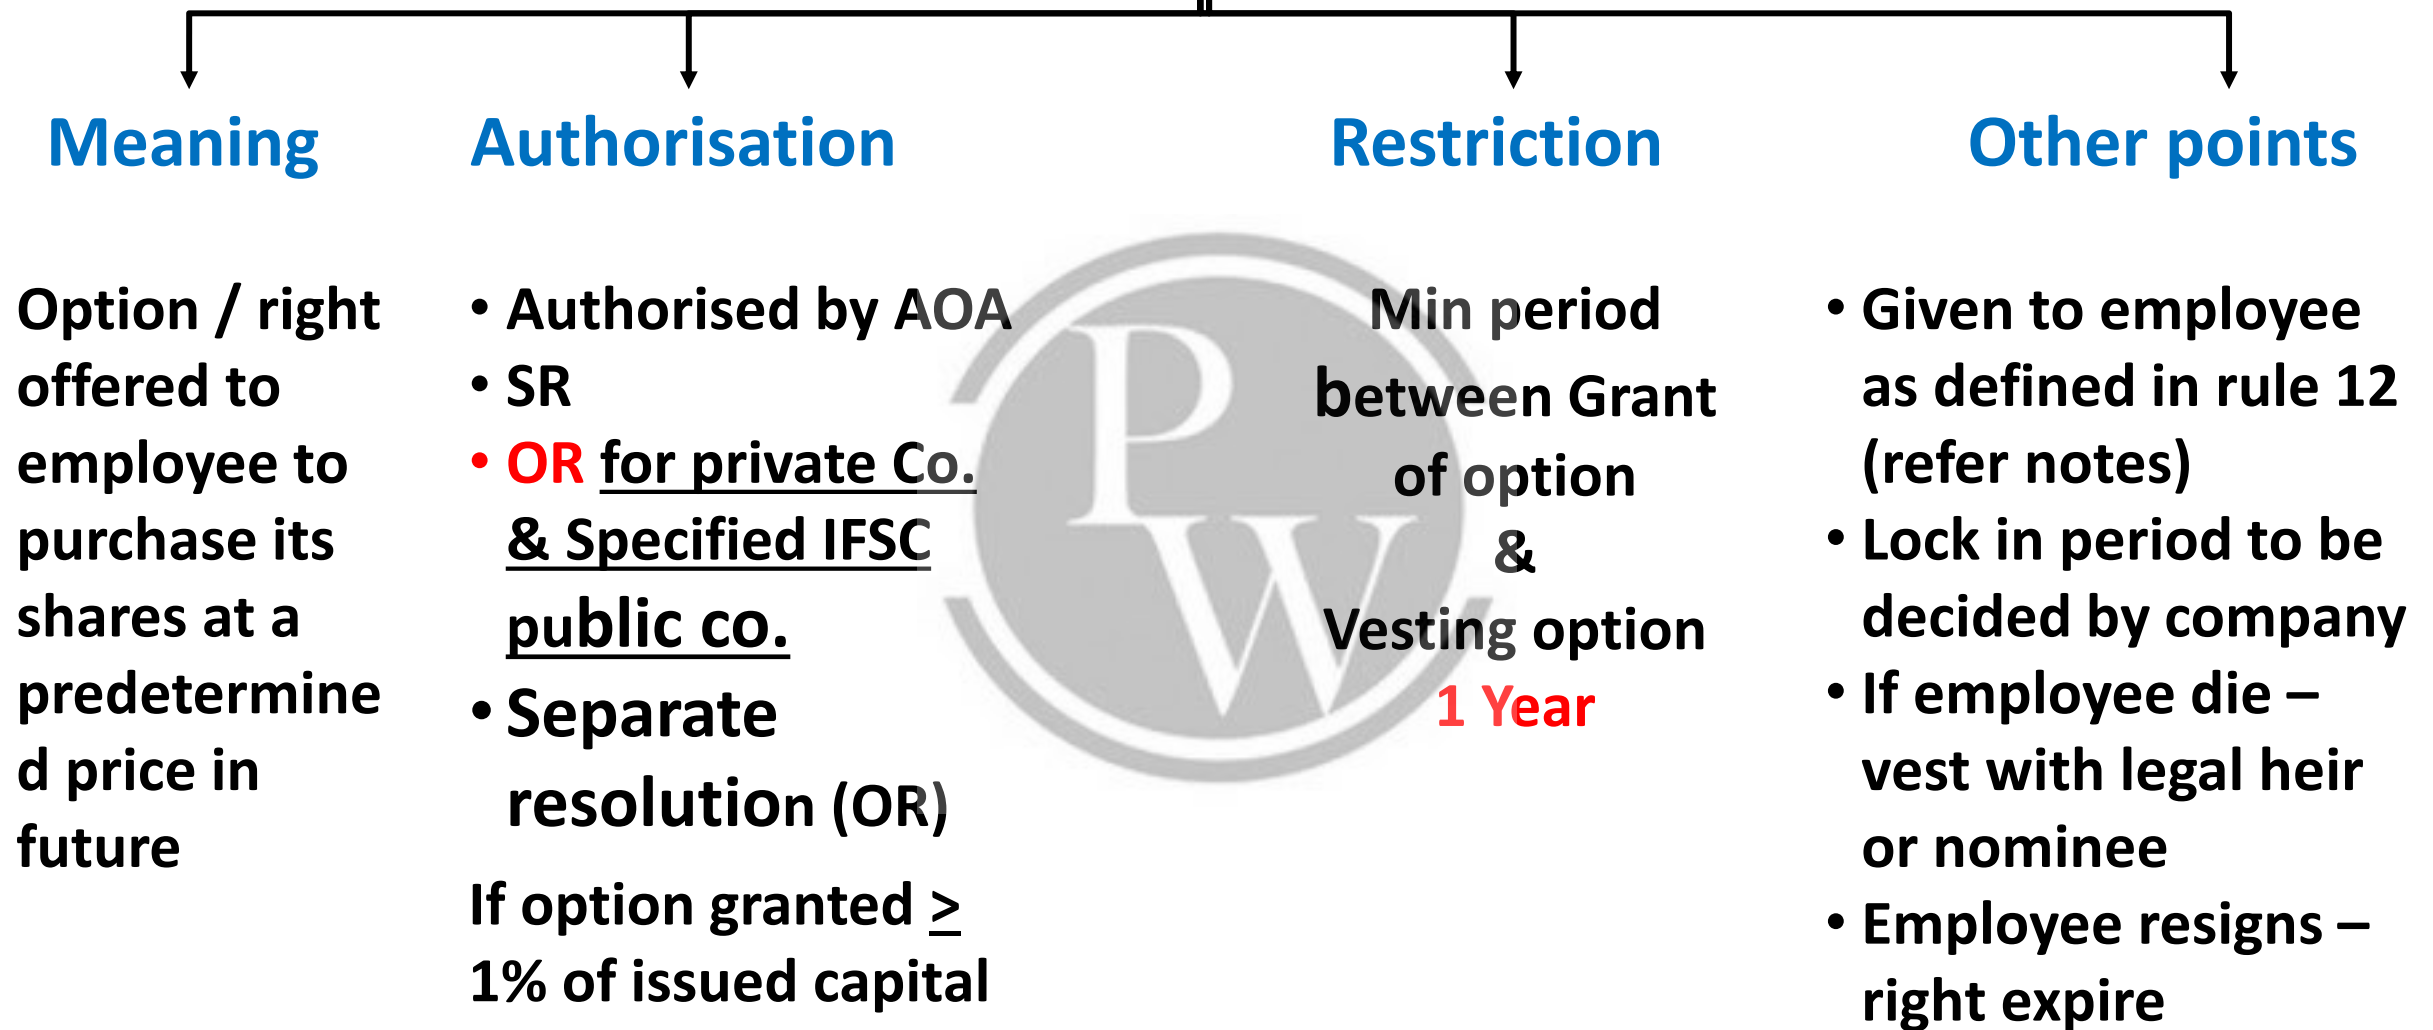 Meaning
Option / right
offered to
employee to
purchase its
shares at a
predetermine
d price in
future
Authorisation
• Authorised by AOA
• SR
• OR for private Co.
& Specified IFSC
public co.
• Separate
resolution (OR)
If option granted ≥
1% of issued capital
Restriction
Min period
between Grant
of option
&
Vesting option
1 Year
Other points
• Given to employee
as defined in rule 12
(refer notes)
• Lock in period to be
decided by company
• If employee die –
vest with legal heir
or nominee
• Employee resigns –
right expire
PW